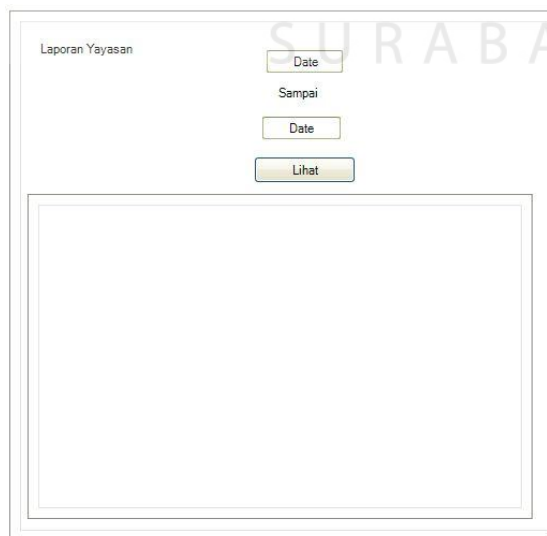 SURABA
Laporan Yayasan
Date
Sampai
Date
Lihat